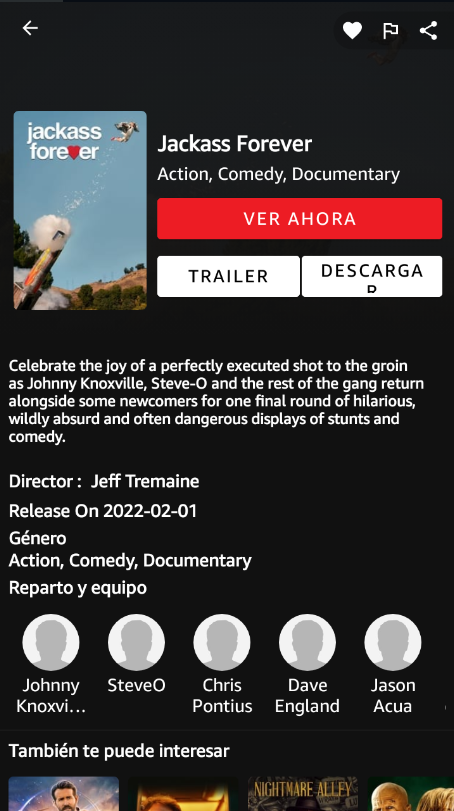 jackass
forever
Jackass Forever
Action, Comedy, Documentary
VER AHORA
TRAILER
DESCARGA
R
Celebrate the joy of a perfectly executed shot to the groin
as Johnny Knoxville, Steve-O and the rest of the gang return
alongside some newcomers for one final round of hilarious,
wildly absurd and often dangerous displays of stunts and
comedy.
Director : Jeff Tremaine
Release On 2022-02-01
Género
Action, Comedy, Documentary
Reparto y equipo
Johnny
Knoxvi...
SteveO
Chris
Pontius
Dave
England
Jason
Acua
También te puede interesar
NIGHTMARE ALLEY